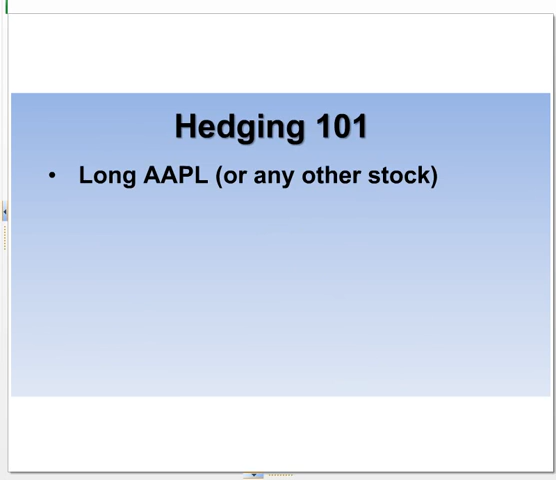 Hedging 101
• Long AAPL (or any other stock)